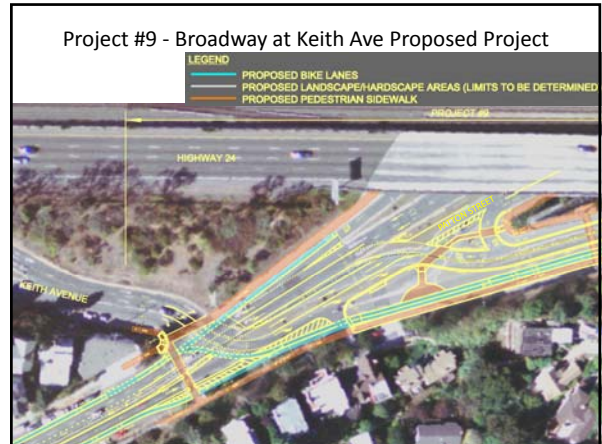 Project #9 - Broadway at Keith Ave Proposed Project
LEGEND
PROPOSED BIKE LANES
PROPOSED LANDSCAPE/HARDSCAPE AREAS (LIMITS TO BE DETERMINED
PROPOSED PEDESTRIAN SIDEWALK
PROJECT #9
HIGHWAY 24
KEITH AVENUE